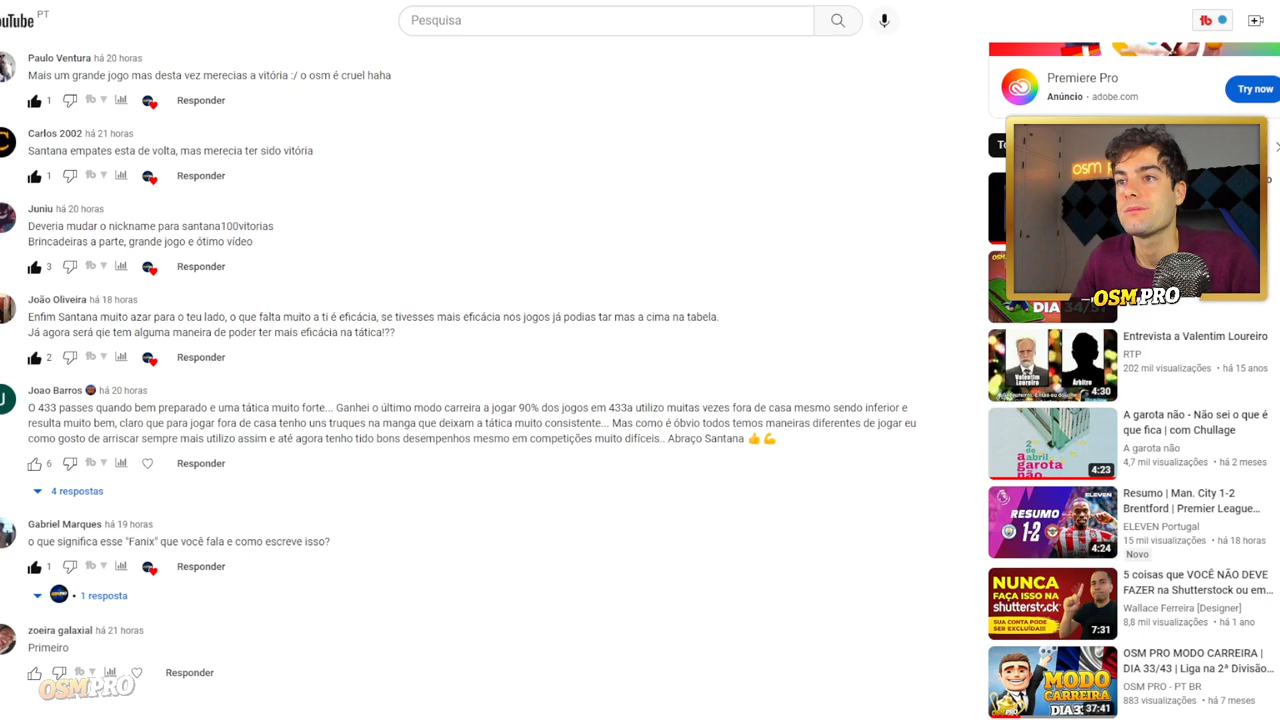 ouTube PT
Pesquisa
Paulo Ventura há 20 horas
Mais um grande jogo mas desta vez merecias a vitória :/ o osm é cruel haha
1 Responder
Carlos 2002 há 21 horas
Santana empates esta de volta, mas merecia ter sido vitória
1 Responder
Juniu há 20 horas
Deveria mudar o nickname para santana100vitorias
Brincadeiras a parte, grande jogo e ótimo vídeo
3 Responder
João Oliveira há 18 horas
Enfim Santana muito azar para o teu lado, o que falta muito a ti é eficácia, se tivesses mais eficácia nos jogos já podias tar mas a cima na tabela.
Já agora será qie tem alguma maneira de poder ter mais eficácia na tática!??
2 Responder
Joao Barros há 20 horas
O 433 passes quando bem preparado e uma tática muito forte... Ganhei o último modo carreira a jogar 90% dos jogos em 433a utilizo muitas vezes fora de casa mesmo sendo inferior e
resulta muito bem, claro que para jogar fora de casa tenho uns truques na manga que deixam a tática muito consistente... Mas como é óbvio todos temos maneiras diferentes de jogar eu
como gosto de arriscar sempre mais utilizo assim e até agora tenho tido bons desempenhos mesmo em competições muito difíceis.. Abraço Santana 👍💪
6 Responder
4 respostas
Gabriel Marques há 19 horas
o que significa esse "Fanix" que você fala e como escreve isso?
1 Responder
1 resposta
zoeira galaxial há 21 horas
Primeiro
Responder
OSMPRO
Premiere Pro
Anúncio · adobe.com
Try now
osm p
OSMPRO
DIA 34/51
Entrevista a Valentim Loureiro
RTP
202 mil visualizações • há 15 anos
Valentim
Loureiro
Árbitro
4:30
A garota não - Não sei o que é
que fica | com Chullage
A garota não
4,7 mil visualizações • há 2 meses
2 de
abril
a
garota
não
4:23
Resumo | Man. City 1-2
Brentford | Premier League...
ELEVEN Portugal
15 mil visualizações • há 18 horas
Novo
ELEVEN
RESUMO
1-2
4:24
5 coisas que VOCÊ NÃO DEVE
FAZER na Shutterstock ou em...
Wallace Ferreira [Designer]
8,8 mil visualizações • há 1 ano
NUNCA
FAÇA ISSO NA
shutterstock
SUA CONTA PODE
SER EXCLUÍDA!!!
7:31
OSM PRO MODO CARREIRA |
DIA 33/43 | Liga na 2ª Divisão...
OSM PRO - PT BR
883 visualizações • há 7 meses
MODO
CARREIRA
DIA3
37:41